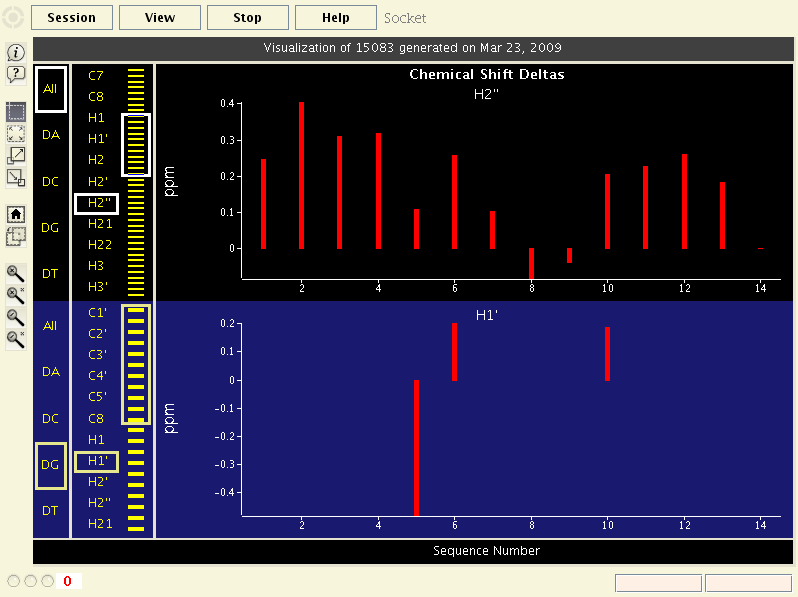 Session View Stop Help Socket
Visualization of 15083 generated on Mar 23, 2009
All
DA
DC
DG
DT
C7
C8
H1
H1'
H2
H2'
H2"
H21
H22
H3
H3'
Chemical Shift Deltas
H2"
ppm
0.4
0.3
0.2
0.1
0
2 4 6 8 10 12 14
All
DA
DC
DG
DT
C1'
C2'
C3'
C4'
C5'
C8
H1
H1'
H2'
H2"
H21
H1'
ppm
0.2
0.1
0
-0.1
-0.2
-0.3
-0.4
2 4 6 8 10 12 14
Sequence Number
0